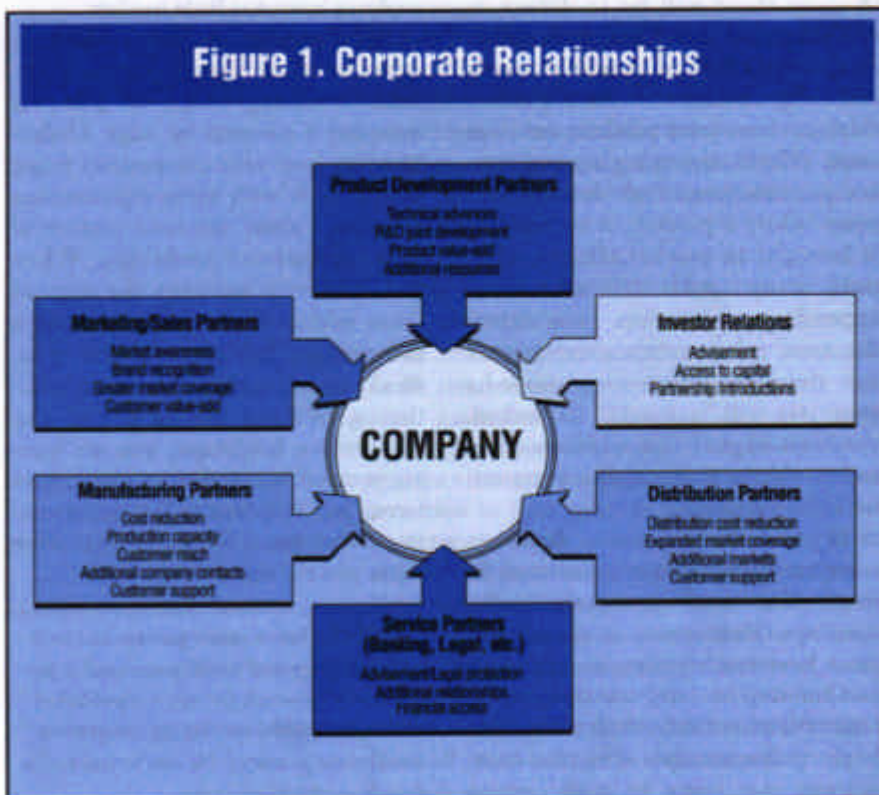 Figure 1. Corporate Relationships
Product Development Partners
Technical advances
R&D joint development
Product value-add
Additional resources
Marketing/Sales Partners
Market awareness
Brand recognition
Greater market coverage
Customer value-add
Investor Relations
Advisement
Access to capital
Partnership Introductions
COMPANY
Manufacturing Partners
Cost reduction
Production capacity
Customer reach
Additional company contacts
Customer support
Distribution Partners
Distribution cost reduction
Expanded market coverage
Additional markets
Customer support
Service Partners
(Banking, Legal, etc.)
Advisement/Legal
Additional relationships
Financial